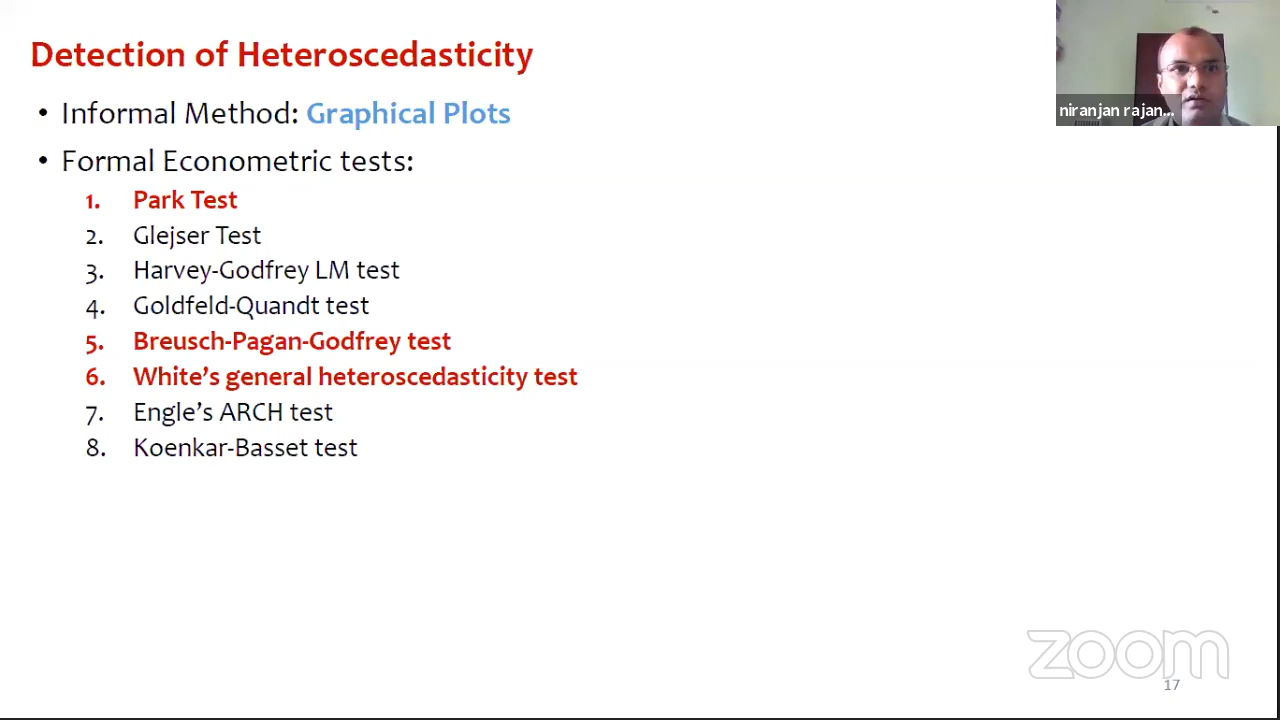 Detection of Heteroscedasticity
• Informal Method: Graphical Plots
• Formal Econometric tests:
1. Park Test
2. Glejser Test
3. Harvey-Godfrey LM test
4. Goldfeld-Quandt test
5. Breusch-Pagan-Godfrey test
6. White's general heteroscedasticity test
7. Engle's ARCH test
8. Koenkar-Basset test
niranjan rajan...
zoom
17